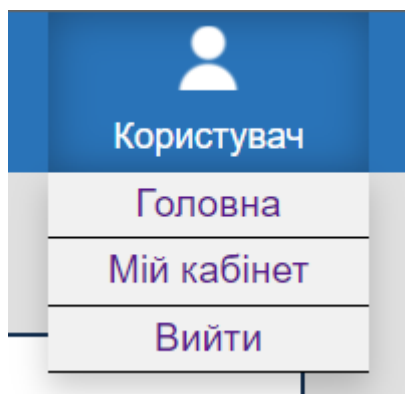 Користувач
Головна
Мій кабінет
Вийти